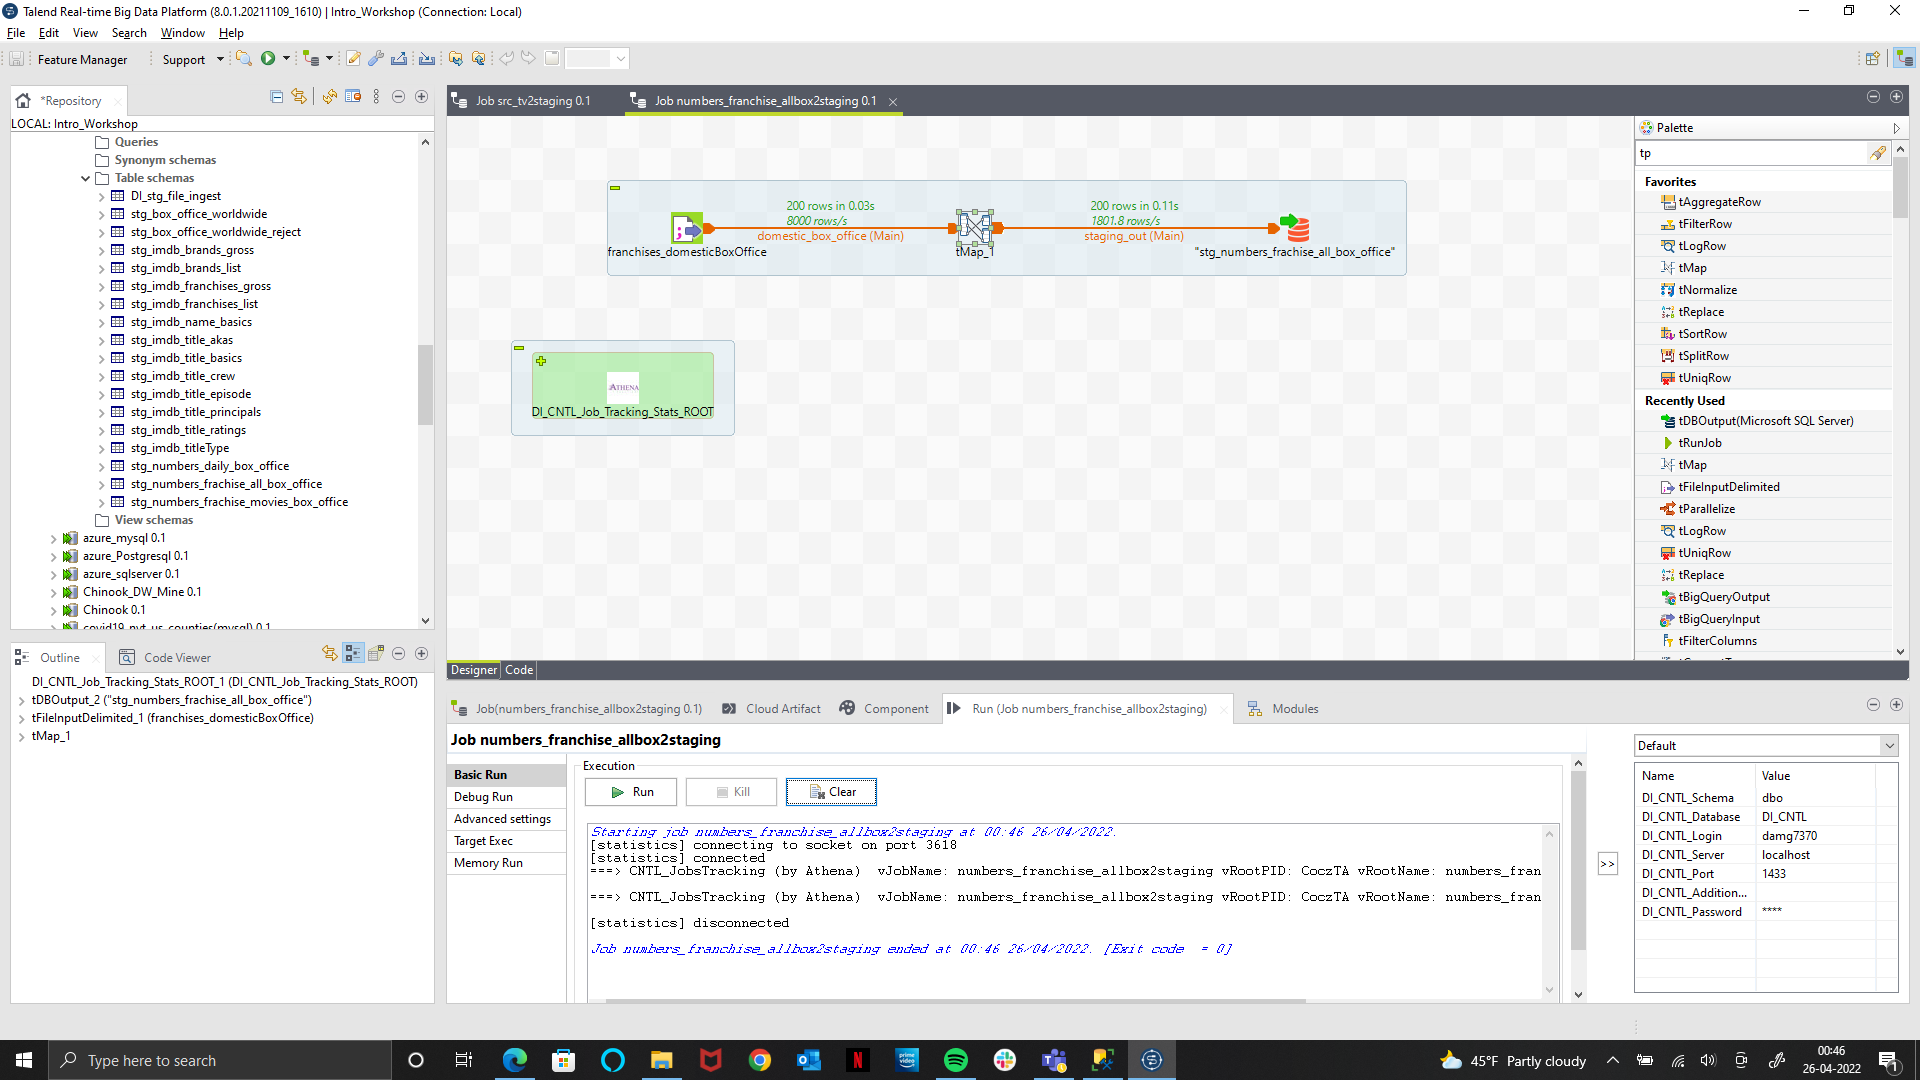 Talend Real-time Big Data Platform (8.0.1.20211109_1610) | Intro_Workshop (Connection: Local)
File Edit View Search Window Help
Feature Manager Support
*Repository
LOCAL: Intro_Workshop
Queries
Synonym schemas
Table schemas
DI_stg_file_ingest
stg_box_office_worldwide
stg_box_office_worldwide_reject
stg_imdb_brands_gross
stg_imdb_brands_list
stg_imdb_franchises_gross
stg_imdb_franchises_list
stg_imdb_name_basics
stg_imdb_title_akas
stg_imdb_title_basics
stg_imdb_title_crew
stg_imdb_title_episode
stg_imdb_title_principals
stg_imdb_title_ratings
stg_imdb_titleType
stg_numbers_daily_box_office
stg_numbers_frachise_all_box_office
stg_numbers_frachise_movies_box_office
View schemas
azure_mysql 0.1
azure_Postgresql 0.1
azure_sqlserver 0.1
Chinook_DW_Mine 0.1
Chinook 0.1
covid19_nyt_us_counties(mysql) 0.1
Outline Code Viewer
DI_CNTL_Job_Tracking_Stats_ROOT_1 (DI_CNTL_Job_Tracking_Stats_ROOT)
tDBOutput_2 ("stg_numbers_frachise_all_box_office")
tFileInputDelimited_1 (franchises_domesticBoxOffice)
tMap_1
Job src_tv2staging 0.1 Job numbers_franchise_allbox2staging 0.1
200 rows in 0.03s 200 rows in 0.11s
8000 rows/s 1801.8 rows/s
domestic_box_office (Main) staging_out (Main)
franchises_domesticBoxOffice tMap_1 "stg_numbers_frachise_all_box_office"
ATHENA
DI_CNTL_Job_Tracking_Stats_ROOT
Designer Code
Palette
tp
Favorites
tAggregateRow
tFilterRow
tLogRow
tMap
tNormalize
tReplace
tSortRow
tSplitRow
tUniqRow
Recently Used
tDBOutput(Microsoft SQL Server)
tRunJob
tMap
tFileInputDelimited
tParallelize
tLogRow
tUniqRow
tReplace
tBigQueryOutput
tBigQueryInput
tFilterColumns
Job(numbers_franchise_allbox2staging 0.1) Cloud Artifact Component Run (Job numbers_franchise_allbox2staging) Modules
Job numbers_franchise_allbox2staging
Basic Run
Debug Run
Advanced settings
Target Exec
Memory Run
Execution
Run Kill Clear
Starting job numbers_franchise_allbox2staging at 00:46 26/04/2022.
[statistics] connecting to socket on port 3618
[statistics] connected
===> CNTL_JobsTracking (by Athena) vJobName: numbers_franchise_allbox2staging vRootPID: CoczTA vRootName: numbers_fran
===> CNTL_JobsTracking (by Athena) vJobName: numbers_franchise_allbox2staging vRootPID: CoczTA vRootName: numbers_fran
[statistics] disconnected
Job numbers_franchise_allbox2staging ended at 00:46 26/04/2022. [Exit code = 0]
>>
Default
Name Value
DI_CNTL_Schema dbo
DI_CNTL_Database DI_CNTL
DI_CNTL_Login damg7370
DI_CNTL_Server localhost
DI_CNTL_Port 1433
DI_CNTL_Addition...
DI_CNTL_Password ****
Type here to search
prime video
45°F Partly cloudy
00:46
26-04-2022
1